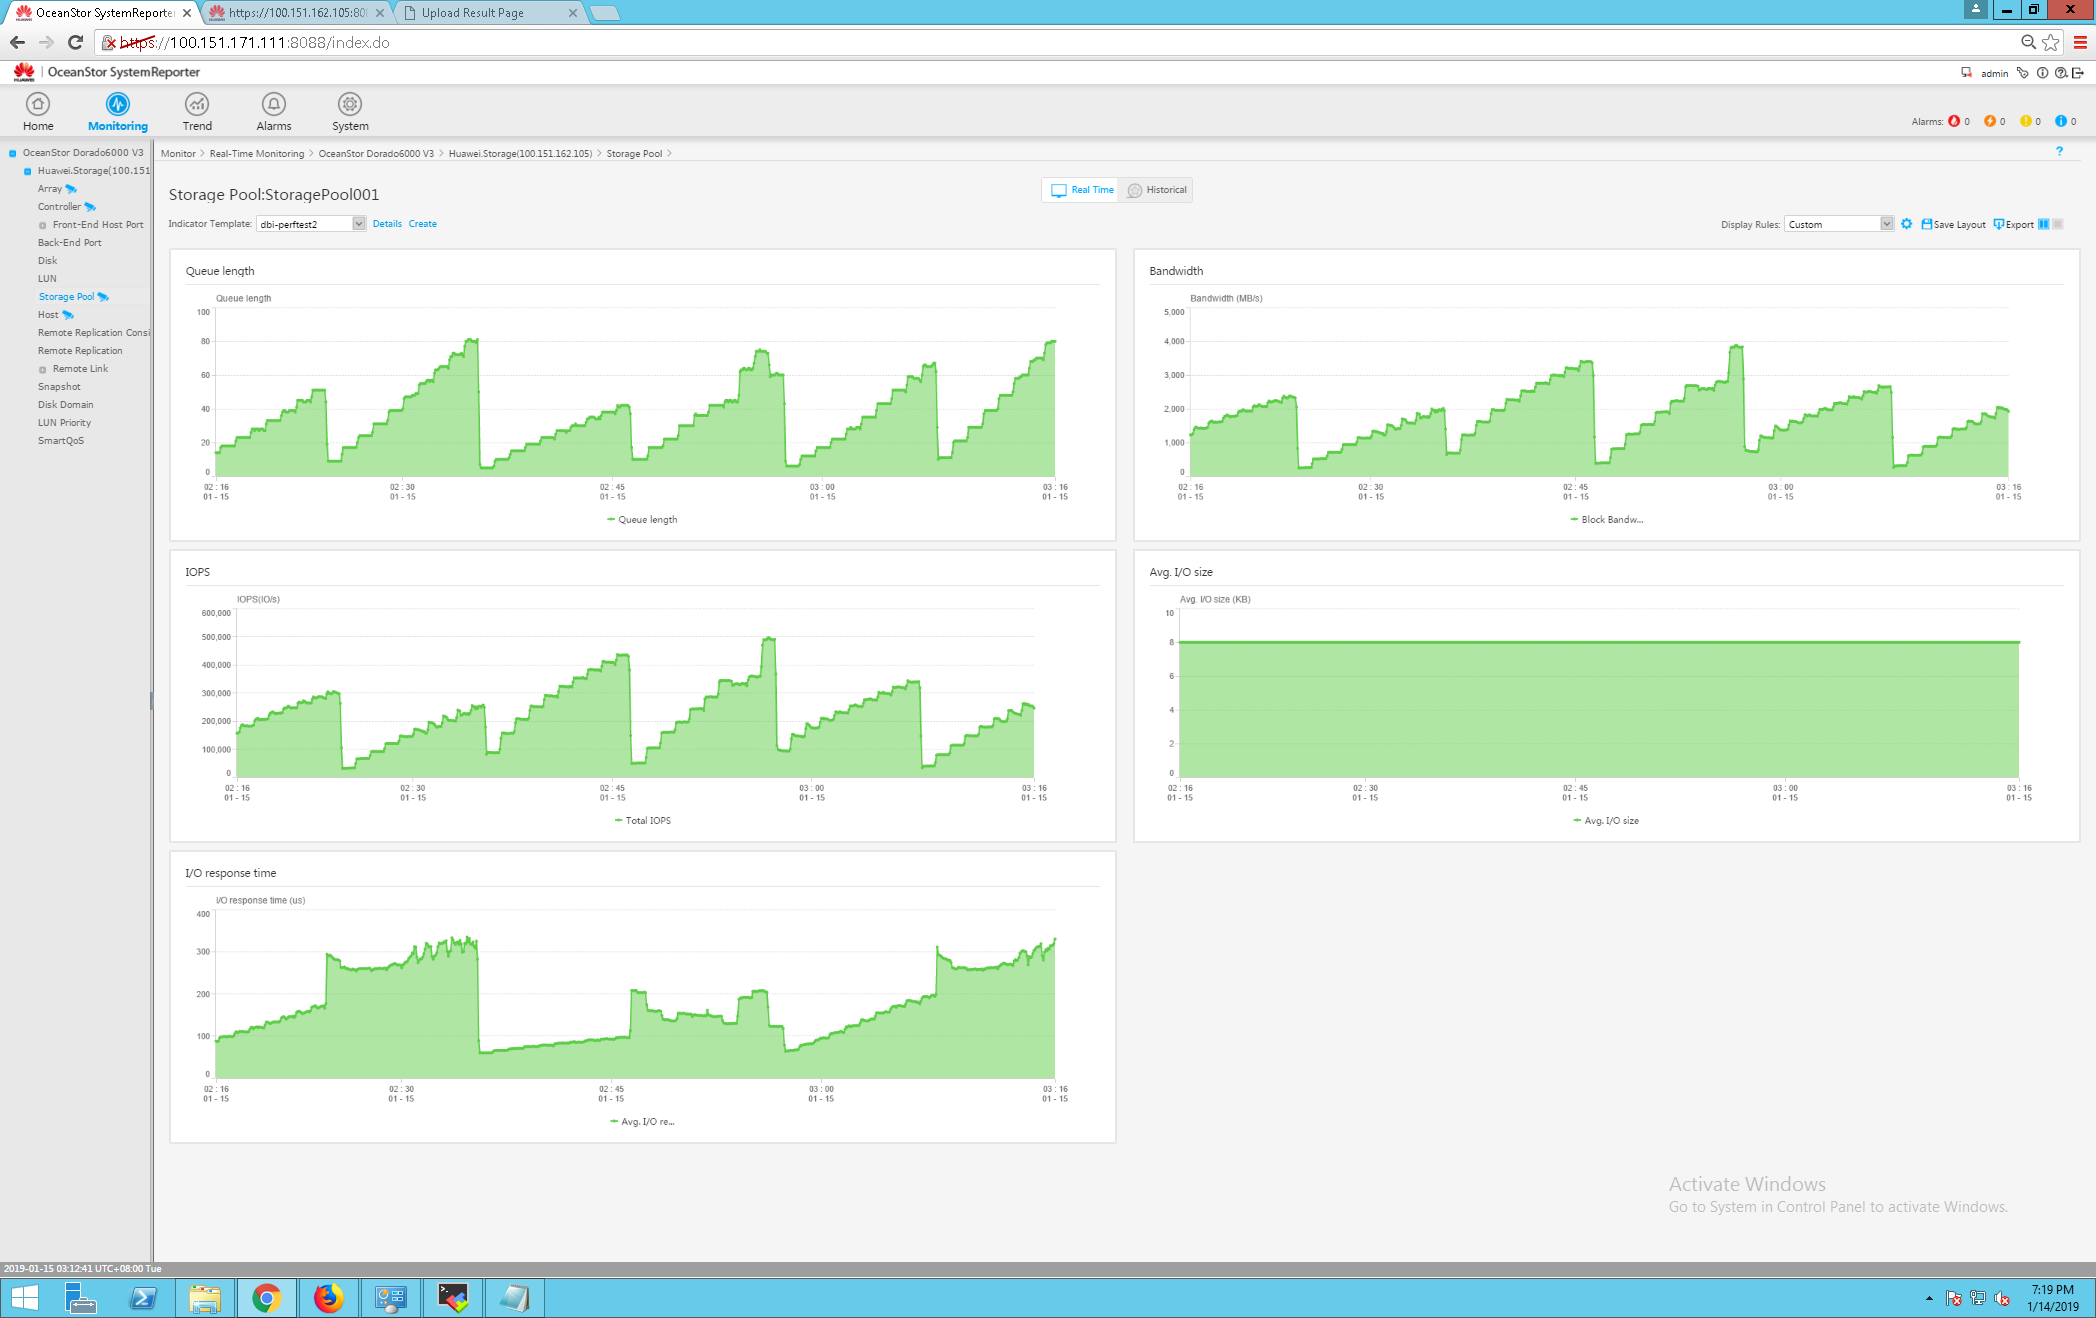 OceanStor SystemReporte
https://100.151.162.105:80
Upload Result Page
https://100.151.171.111:8088/index.do
HUAWEI
OceanStor SystemReporter
admin
Home
Monitoring
Trend
Alarms
System
Alarms: 0 0 0 0
OceanStor Dorado6000 V3
Huawei.Storage(100.151
Array
Controller
Front-End Host Port
Back-End Port
Disk
LUN
Storage Pool
Host
Remote Replication Consi
Remote Replication
Remote Link
Snapshot
Disk Domain
LUN Priority
SmartQoS
Monitor > Real-Time Monitoring > OceanStor Dorado6000 V3 > Huawei.Storage(100.151.162.105) > Storage Pool >
?
Storage Pool:StoragePool001
Real Time
Historical
Indicator Template: dbi-perftest2 Details Create
Display Rules: Custom Save Layout Export
Queue length
Queue length
100
80
60
40
20
0
02 : 16 02 : 30 02 : 45 03 : 00 03 : 16
01 - 15 01 - 15 01 - 15 01 - 15 01 - 15
Queue length
Bandwidth
Bandwidth (MB/s)
5,000
4,000
3,000
2,000
1,000
0
02 : 16 02 : 30 02 : 45 03 : 00 03 : 16
01 - 15 01 - 15 01 - 15 01 - 15 01 - 15
Block Bandw...
IOPS
IOPS(IO/s)
600,000
500,000
400,000
300,000
200,000
100,000
0
02 : 16 02 : 30 02 : 45 03 : 00 03 : 16
01 - 15 01 - 15 01 - 15 01 - 15 01 - 15
Total IOPS
Avg. I/O size
Avg. I/O size (KB)
10
8
6
4
2
0
02 : 16 02 : 30 02 : 45 03 : 00 03 : 16
01 - 15 01 - 15 01 - 15 01 - 15 01 - 15
Avg. I/O size
I/O response time
I/O response time (us)
400
300
200
100
0
02 : 16 02 : 30 02 : 45 03 : 00 03 : 16
01 - 15 01 - 15 01 - 15 01 - 15 01 - 15
Avg. I/O re...
Activate Windows
Go to System in Control Panel to activate Windows.
2019-01-15 03:12:41 UTC+08:00 Tue
7:19 PM
1/14/2019